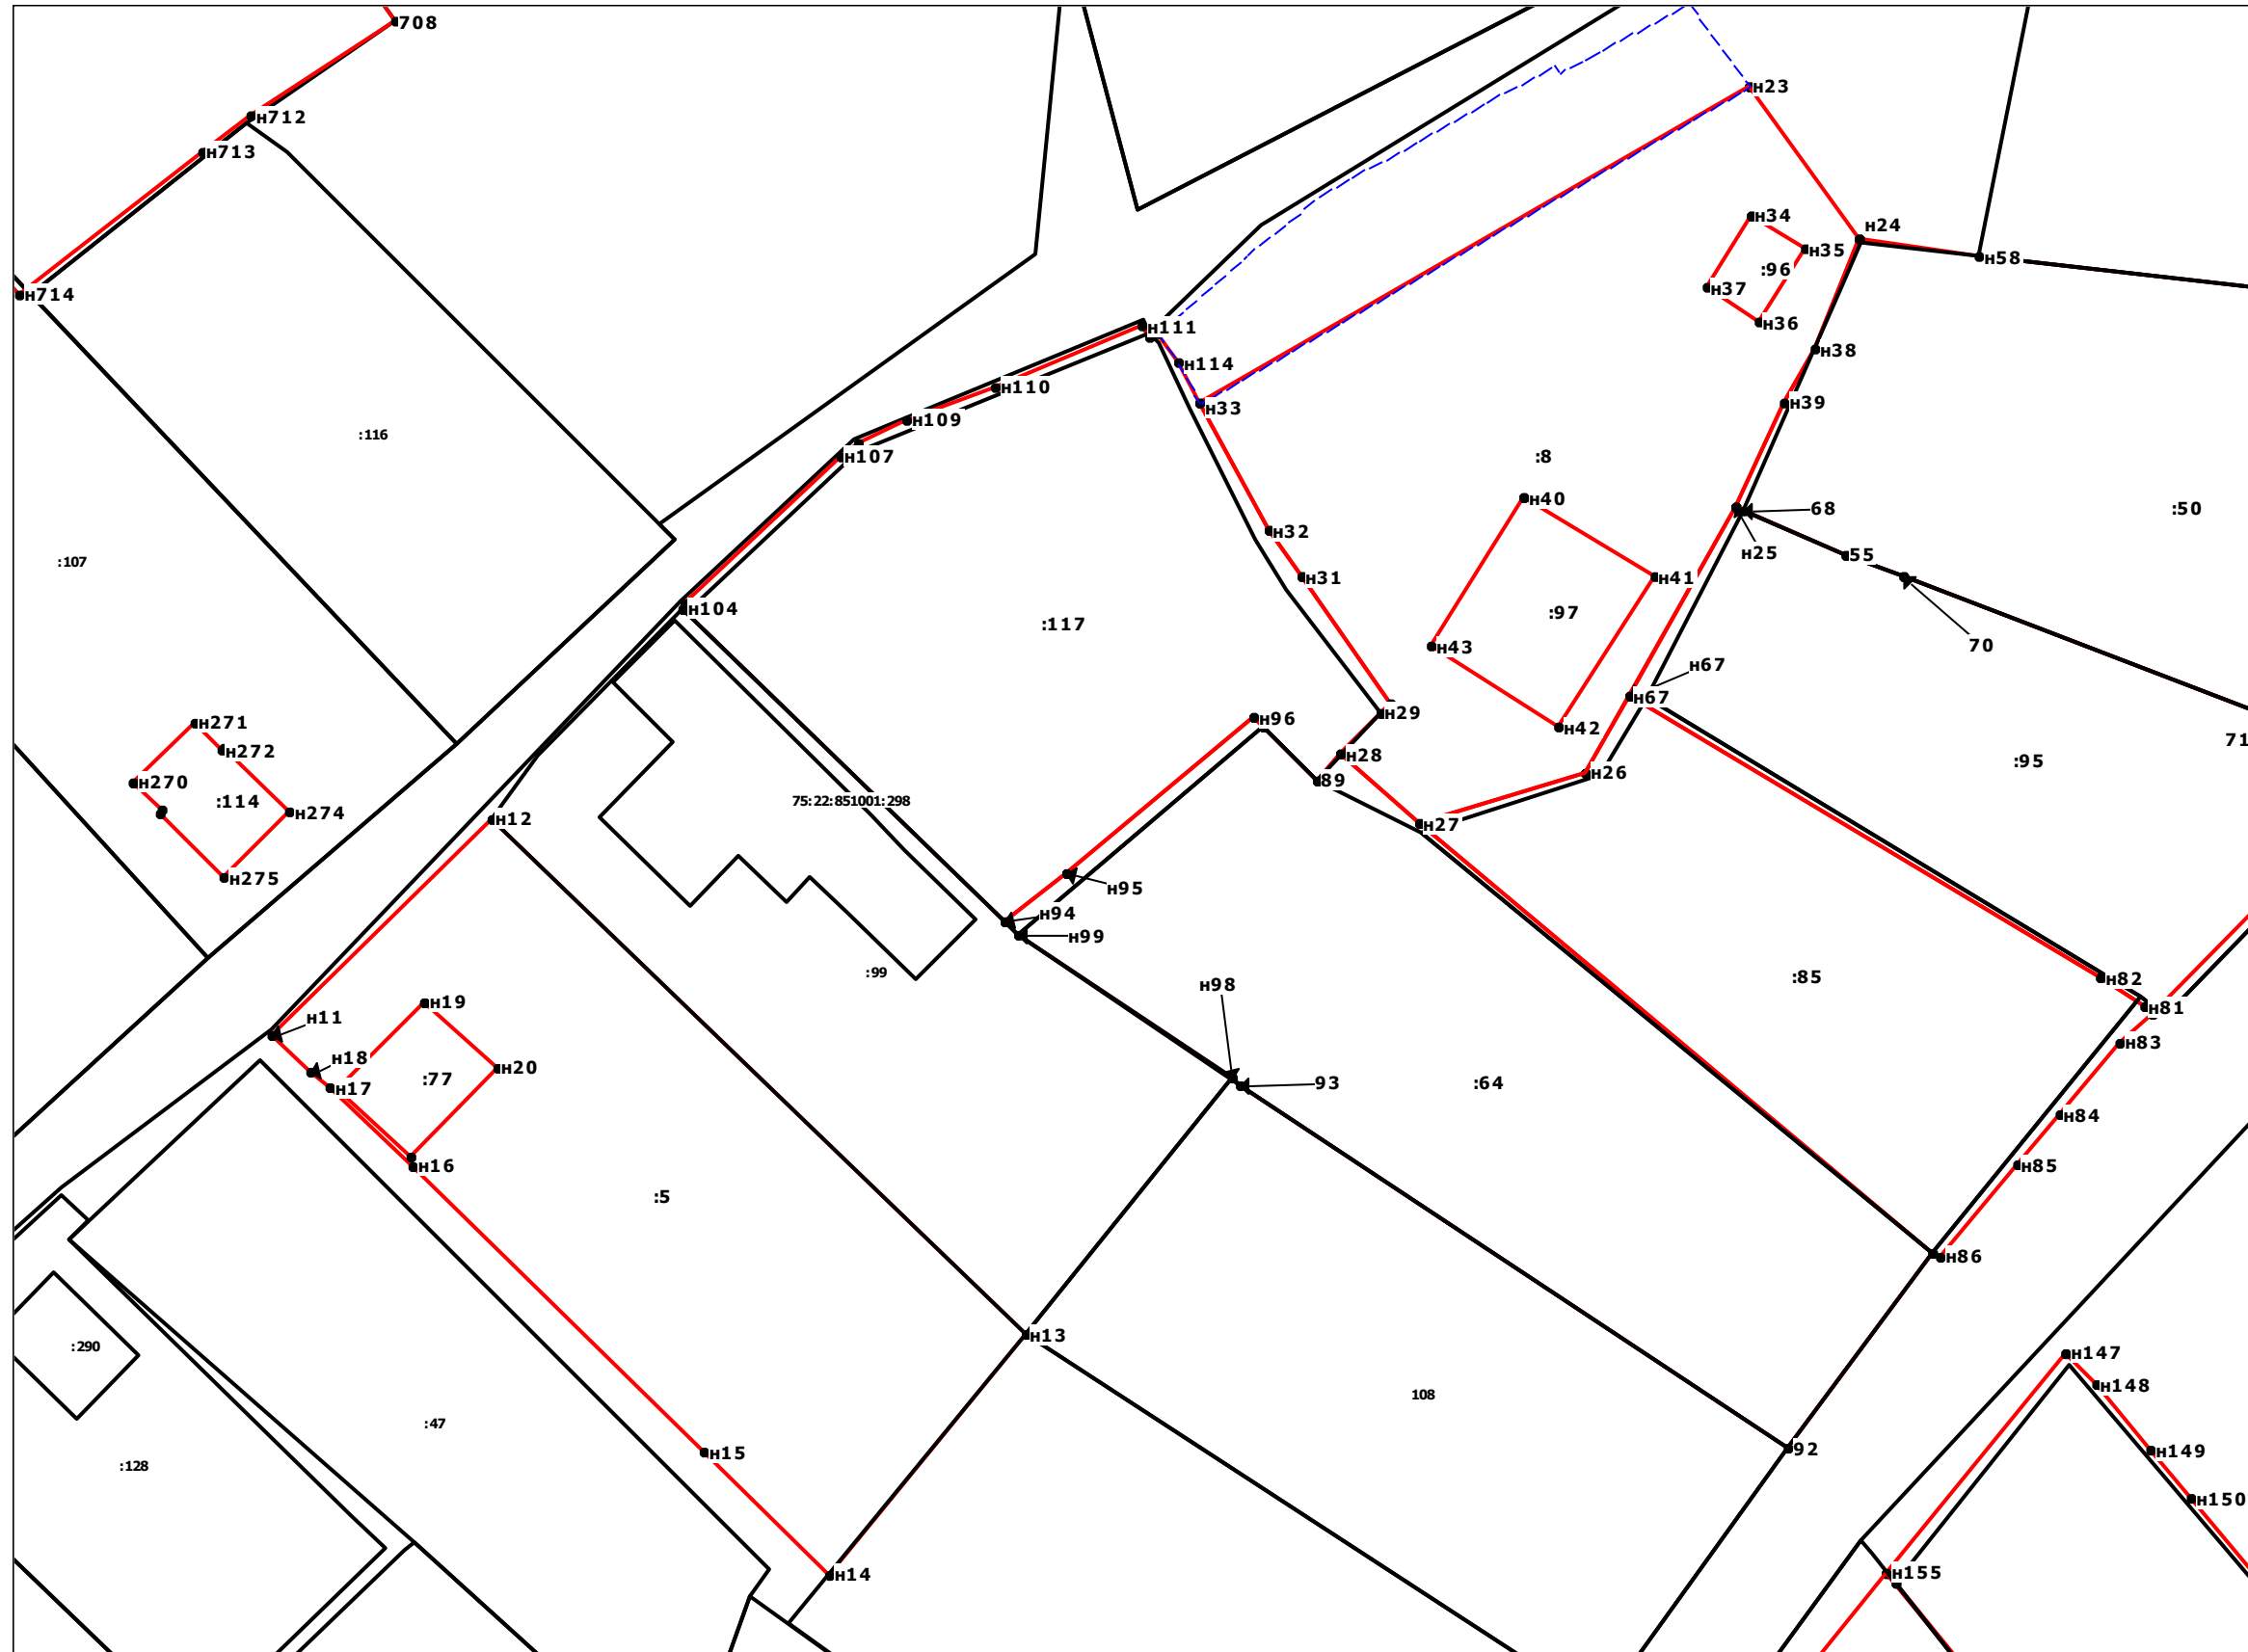 708
н23
н712
н713
н34
н24
н35
н58
:96
н37
н714
н36
н111
н38
н114
н39
н33
н110
н109
:116
н107
:8
н40
68
:50
н32
н25
55
:107
н31
н41
н104
:97
:117
70
н43
н67
н67
н29
н96
н271
н42
71
н272
н28
:95
н26
н270
89
:114
75:22:851001:298
н274
н12
н27
н275
н95
н94
н99
:99
:85
н82
н98
н19
н81
н11
н83
н18
н20
:77
:64
93
н17
н84
н16
н85
:5
н86
н13
:290
н147
н148
108
:47
92
н15
н149
:128
н150
н155
н14